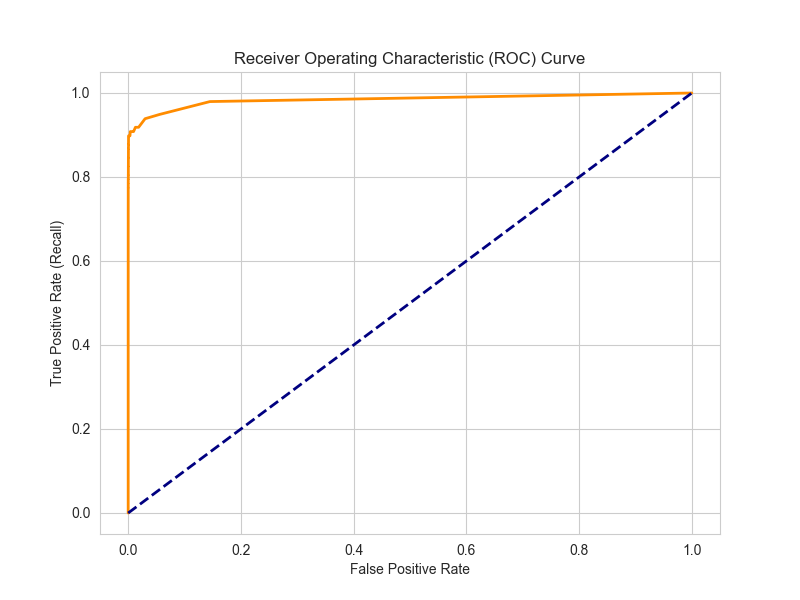 Receiver Operating Characteristic (ROC) Curve
True Positive Rate (Recall)
1.0
0.8
0.6
0.4
0.2
0.0
0.0 0.2 0.4 0.6 0.8 1.0
False Positive Rate